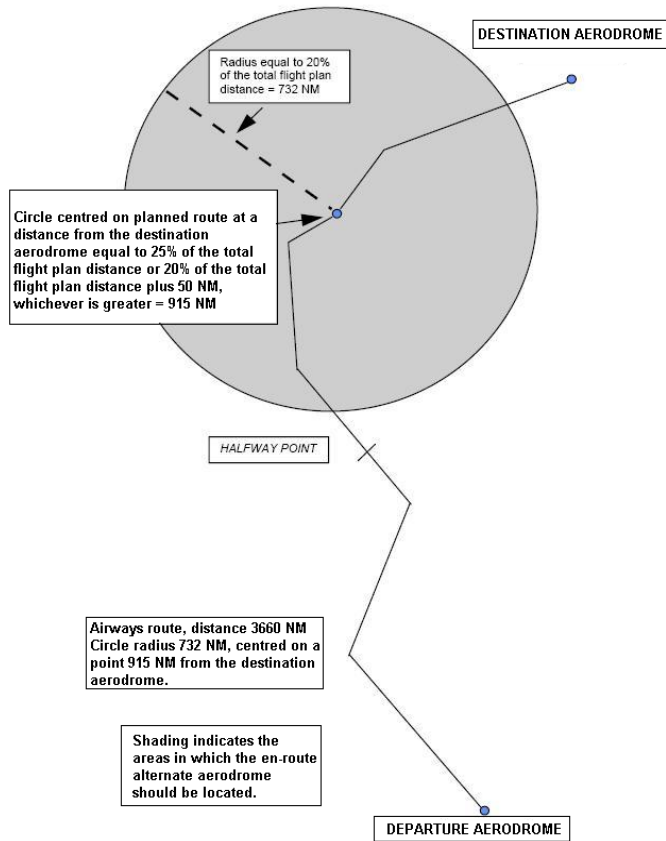 DESTINATION AERODROME
Radius equal to 20%
of the total flight plan
distance = 732 NM
Circle centred on planned route at a
distance from the destination
aerodrome equal to 25% of the total
flight plan distance or 20% of the total
flight plan distance plus 50 NM,
whichever is greater = 915 NM
HALFWAY POINT
Airways route, distance 3660 NM
Circle radius 732 NM, centred on a
point 915 NM from the destination
aerodrome.
Shading indicates the
areas in which the en-route
alternate aerodrome
should be located.
DEPARTURE AERODROME